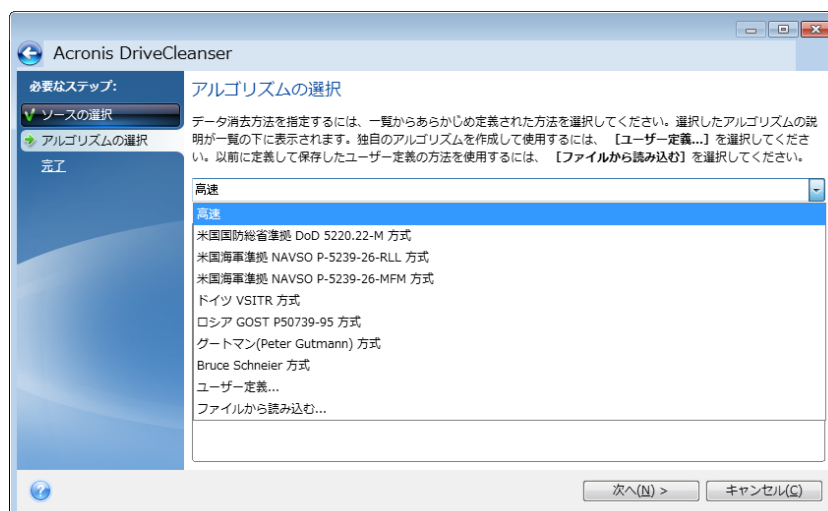 Acronis DriveCleanser
必要なステップ:
ソースの選択
アルゴリズムの選択
完了
アルゴリズムの選択
データ消去方法を指定するには、一覧からあらかじめ定義された方法を選択してください。選択したアルゴリズムの説
明が一覧の下に表示されます。独自のアルゴリズムを作成して使用するには、 [ユーザー定義...] を選択してくださ
い。以前に定義して保存したユーザー定義の方法を使用するには、 [ファイルから読み込む] を選択してください。
高速
高速
米国国防総省準拠 DoD 5220.22-M 方式
米国海軍準拠 NAVSO P-5239-26-RLL 方式
米国海軍準拠 NAVSO P-5239-26-MFM 方式
ドイツ VSITR 方式
ロシア GOST P50739-95 方式
グートマン(Peter Gutmann) 方式
Bruce Schneier 方式
ユーザー定義...
ファイルから読み込む...
次へ(N) >
キャンセル(C)